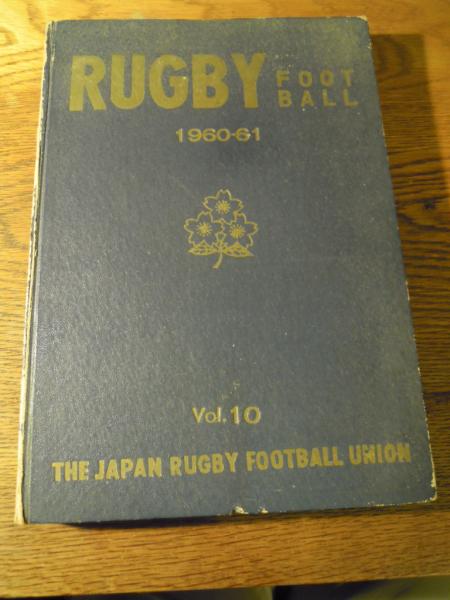 RUGBY FOOT BALL
1960-61
Vol. 10
THE JAPAN RUGBY FOOTBALL UNION